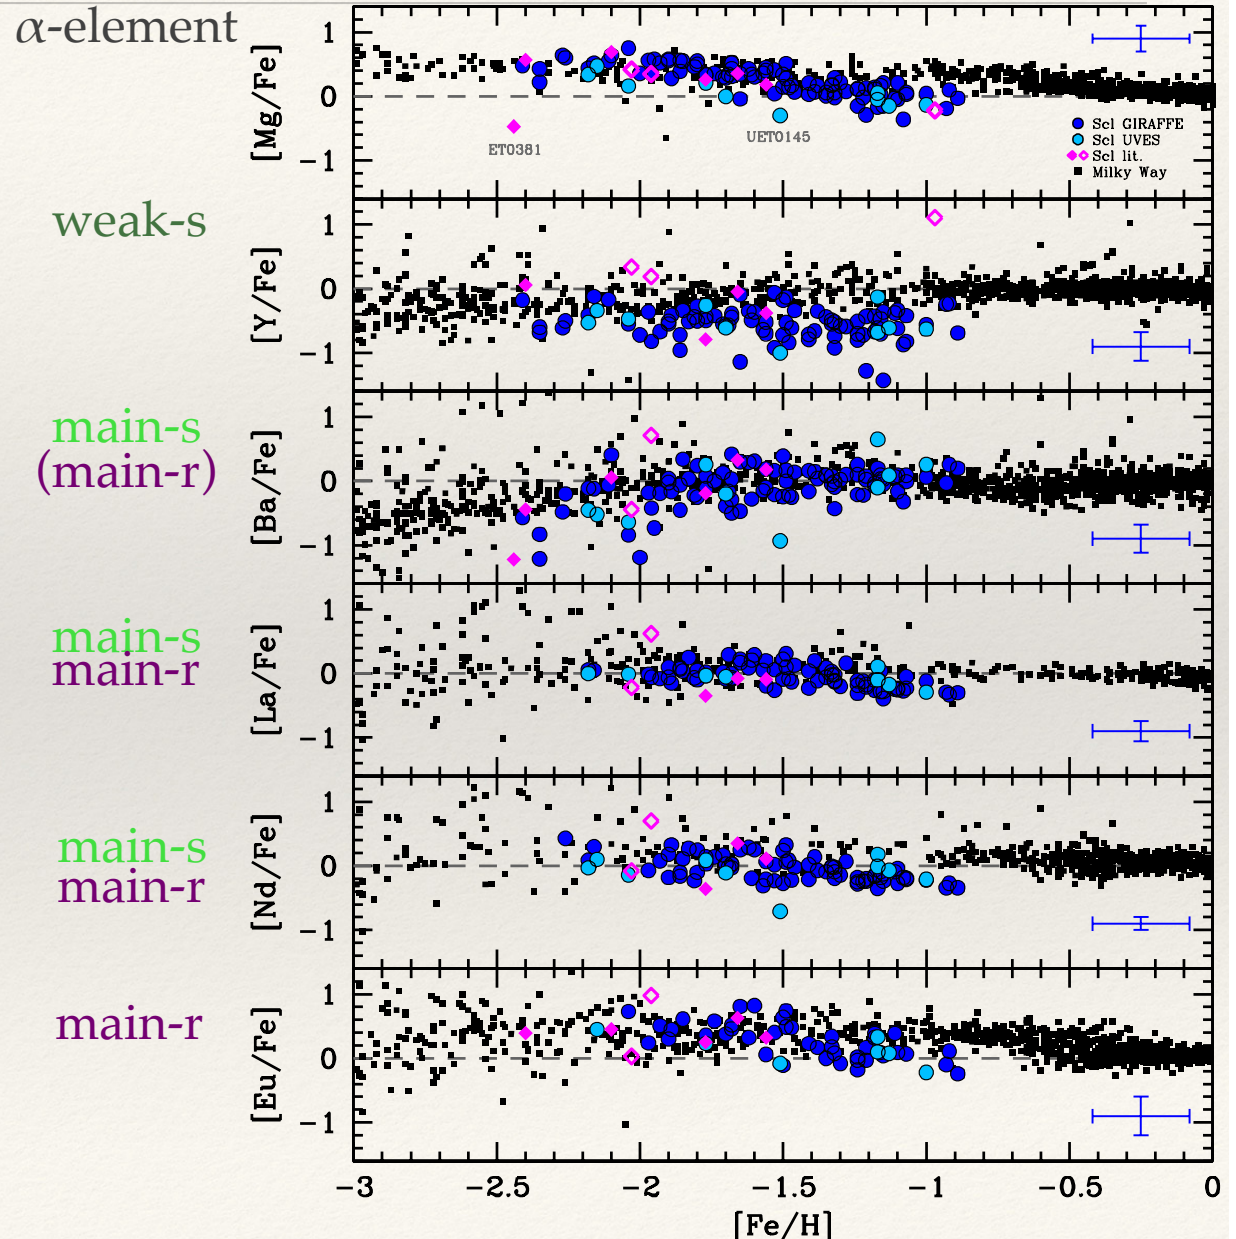 α-element
[Mg/Fe]
1
0
−1
ET0381
UET0145
Scl GIRAFFE
Scl UVES
Scl lit.
Milky Way
weak-s
[Y/Fe]
1
0
−1
main-s
(main-r)
[Ba/Fe]
1
0
−1
main-s
main-r
[La/Fe]
1
0
−1
main-s
main-r
[Nd/Fe]
1
0
−1
main-r
[Eu/Fe]
1
0
−1
−3 −2.5 −2 −1.5 −1 −0.5 0
[Fe/H]